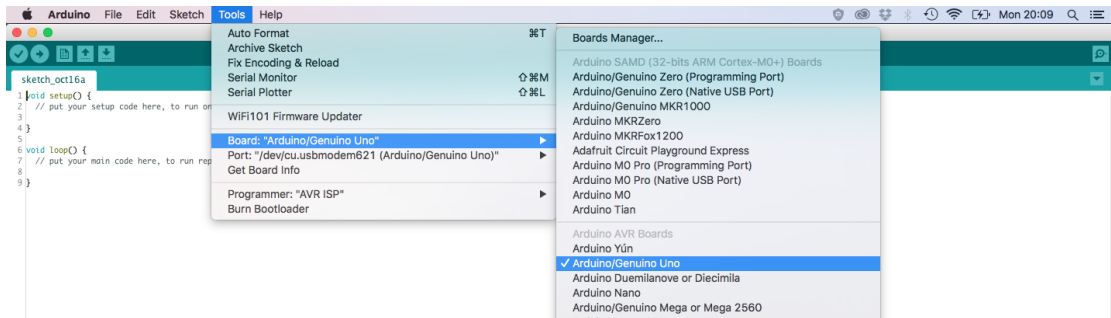 Arduino File Edit Sketch Tools Help Mon 20:09
sketch_oct16a
1 void setup() {
2 // put your setup code here, to run on
3
4 }
5
6 void loop() {
7 // put your main code here, to run rep
8
9 }
Auto Format ⌘T
Archive Sketch
Fix Encoding & Reload
Serial Monitor ⇧⌘M
Serial Plotter ⇧⌘L
WiFi101 Firmware Updater
Board: "Arduino/Genuino Uno"
Port: "/dev/cu.usbmodem621 (Arduino/Genuino Uno)"
Get Board Info
Programmer: "AVR ISP"
Burn Bootloader
Boards Manager...
Arduino SAMD (32-bits ARM Cortex-M0+) Boards
Arduino/Genuino Zero (Programming Port)
Arduino/Genuino Zero (Native USB Port)
Arduino/Genuino MKR1000
Arduino MKRZero
Arduino MKRFox1200
Adafruit Circuit Playground Express
Arduino M0 Pro (Programming Port)
Arduino M0 Pro (Native USB Port)
Arduino M0
Arduino Tian
Arduino AVR Boards
Arduino Yún
✓ Arduino/Genuino Uno
Arduino Duemilanove or Diecimila
Arduino Nano
Arduino/Genuino Mega or Mega 2560